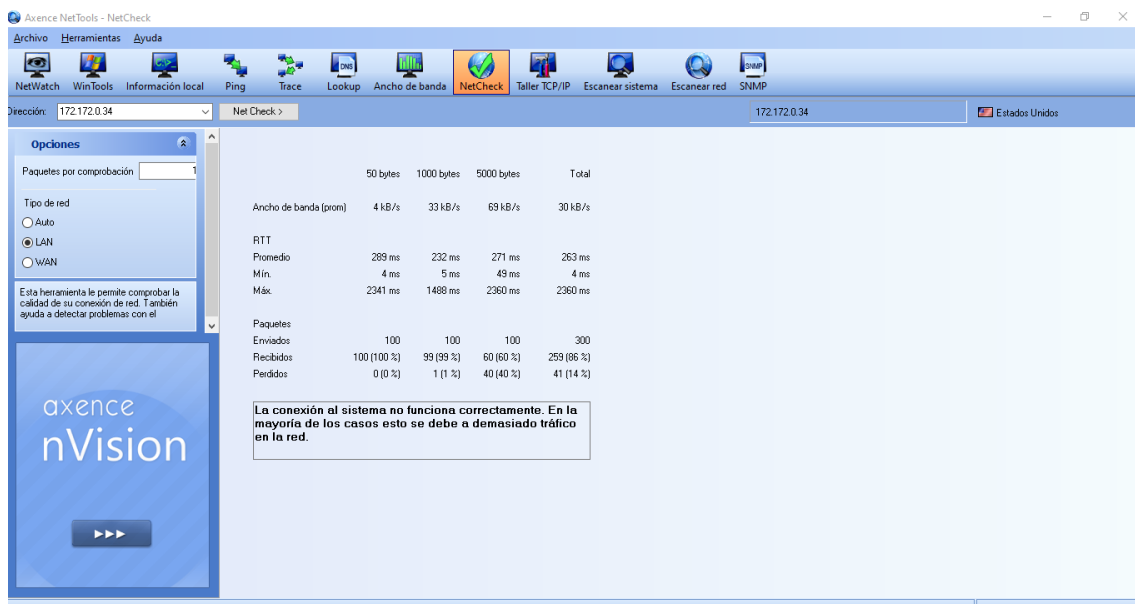 Axence NetTools - NetCheck
Archivo Herramientas Ayuda
NetWatch WinTools Información local Ping Trace Lookup Ancho de banda NetCheck Taller TCP/IP Escanear sistema Escanear red SNMP
DNS
SNMP
Dirección: 172.172.0.34 Net Check > 172.172.0.34 Estados Unidos
Opciones
Paquetes por comprobación 1
Tipo de red
Auto
LAN
WAN
Esta herramienta le permite comprobar la
calidad de su conexión de red. También
ayuda a detectar problemas con el
axence
nVision
50 bytes 1000 bytes 5000 bytes Total
Ancho de banda (prom) 4 kB/s 33 kB/s 69 kB/s 30 kB/s
RTT
Promedio 289 ms 232 ms 271 ms 263 ms
Mín. 4 ms 5 ms 49 ms 4 ms
Máx. 2341 ms 1488 ms 2360 ms 2360 ms
Paquetes
Enviados 100 100 100 300
Recibidos 100 (100 %) 99 (99 %) 60 (60 %) 259 (86 %)
Perdidos 0 (0 %) 1 (1 %) 40 (40 %) 41 (14 %)
La conexión al sistema no funciona correctamente. En la
mayoría de los casos esto se debe a demasiado tráfico
en la red.